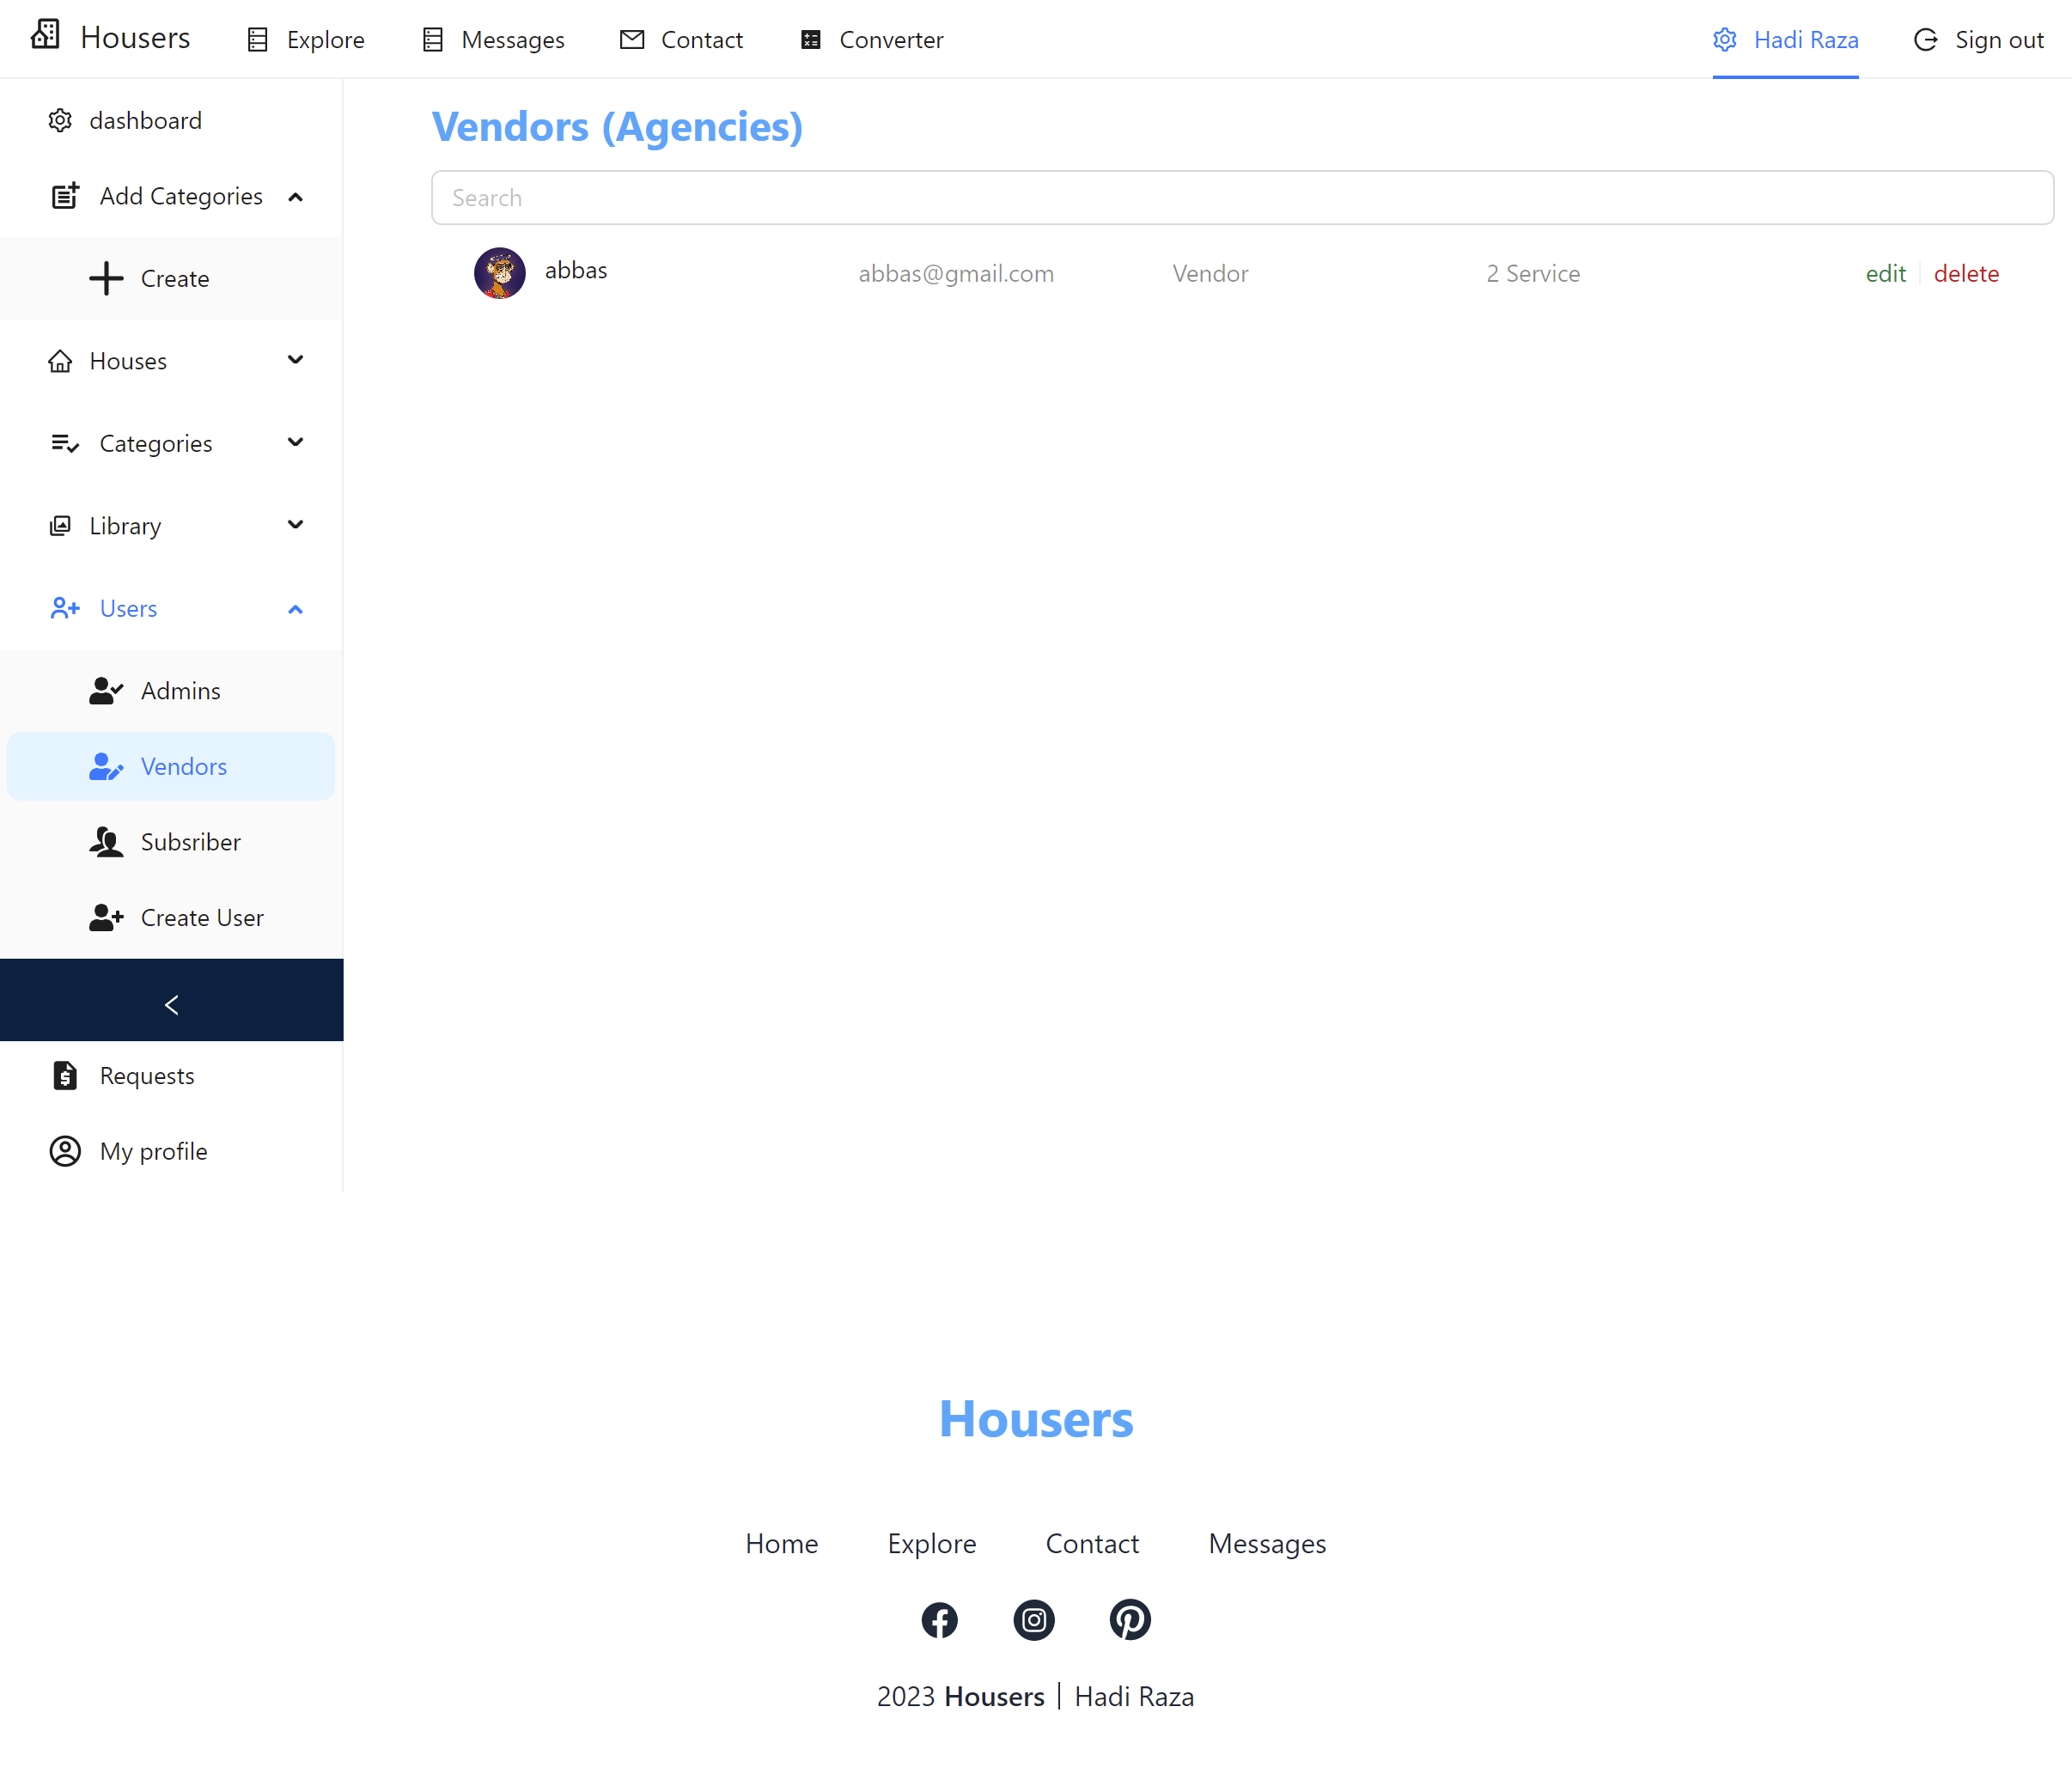 Housers Explore Messages Contact Converter Hadi Raza Sign out
dashboard
Add Categories
Create
Houses
Categories
Library
Users
Admins
Vendors
Subsriber
Create User
Requests
My profile
Vendors (Agencies)
Search
abbas abbas@gmail.com Vendor 2 Service edit delete
Housers
Home Explore Contact Messages
2023 Housers | Hadi Raza